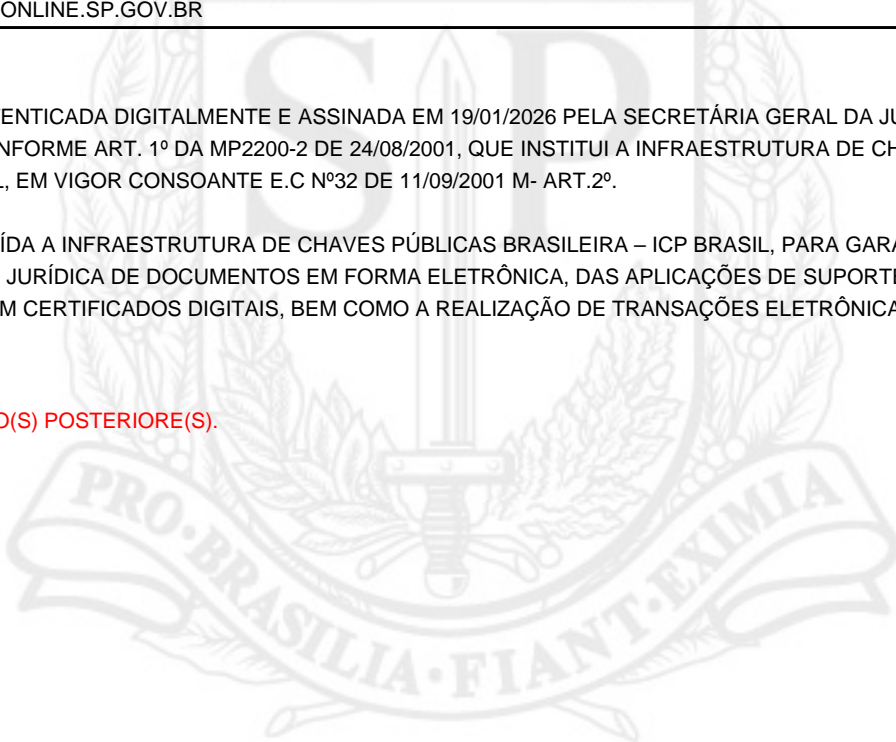 ONLINE.SP.GOV.BR
ENTICADA DIGITALMENTE E ASSINADA EM 19/01/2026 PELA SECRETÁRIA GERAL DA JU
NFORME ART. 1º DA MP2200-2 DE 24/08/2001, QUE INSTITUI A INFRAESTRUTURA DE CH
L, EM VIGOR CONSOANTE E.C Nº32 DE 11/09/2001 M- ART.2º.
ÍDA A INFRAESTRUTURA DE CHAVES PÚBLICAS BRASILEIRA – ICP BRASIL, PARA GARA
JURÍDICA DE DOCUMENTOS EM FORMA ELETRÔNICA, DAS APLICAÇÕES DE SUPORTE
M CERTIFICADOS DIGITAIS, BEM COMO A REALIZAÇÃO DE TRANSAÇÕES ELETRÔNICA
O(S) POSTERIORE(S).
SP
PRO·BRASILIA·FIANT·EXIMIA